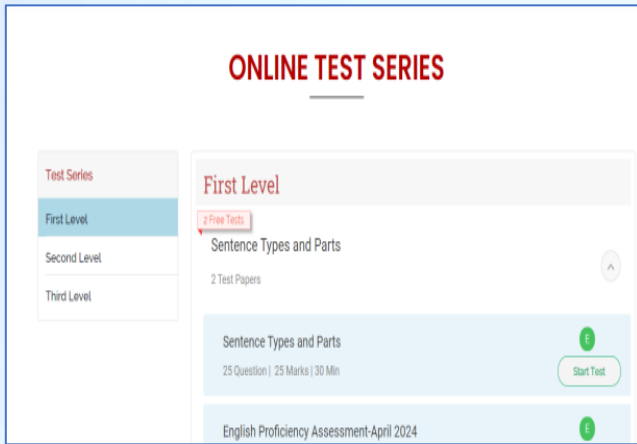 ONLINE TEST SERIES
Test Series
First Level
Second Level
Third Level
First Level
2 Free Tests
Sentence Types and Parts
2 Test Papers
Sentence Types and Parts
25 Question | 25 Marks | 30 Min
E
Start Test
English Proficiency Assessment-April 2024
E